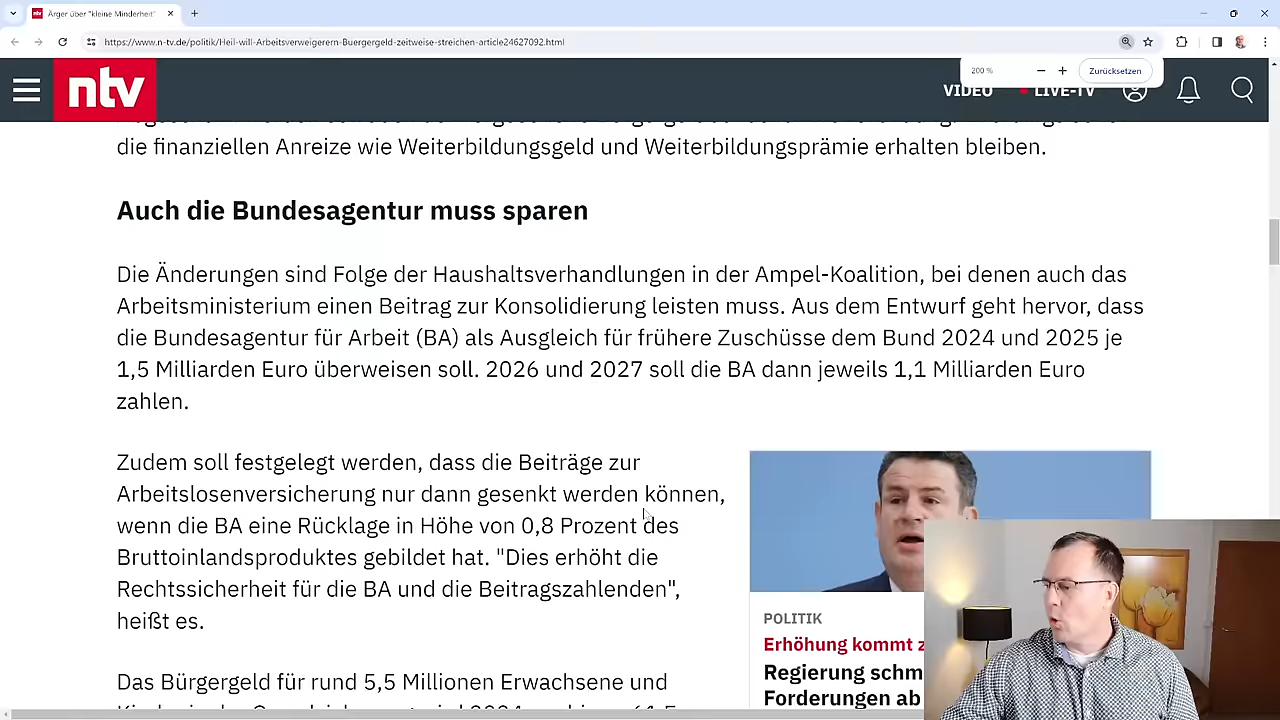 Ärger über "kleine Minderheit"
https://www.n-tv.de/politik/Heil-will-Arbeitsverweigerern-Buergergeld-zeitweise-streichen-article24627092.html
200 %
Zurücksetzen
ntv
VIDEO
LIVE-TV
die finanziellen Anreize wie Weiterbildungsgeld und Weiterbildungsprämie erhalten bleiben.
Auch die Bundesagentur muss sparen
Die Änderungen sind Folge der Haushaltsverhandlungen in der Ampel-Koalition, bei denen auch das
Arbeitsministerium einen Beitrag zur Konsolidierung leisten muss. Aus dem Entwurf geht hervor, dass
die Bundesagentur für Arbeit (BA) als Ausgleich für frühere Zuschüsse dem Bund 2024 und 2025 je
1,5 Milliarden Euro überweisen soll. 2026 und 2027 soll die BA dann jeweils 1,1 Milliarden Euro
zahlen.
Zudem soll festgelegt werden, dass die Beiträge zur
Arbeitslosenversicherung nur dann gesenkt werden können,
wenn die BA eine Rücklage in Höhe von 0,8 Prozent des
Bruttoinlandsproduktes gebildet hat. "Dies erhöht die
Rechtssicherheit für die BA und die Beitragszahlenden",
heißt es.
Das Bürgergeld für rund 5,5 Millionen Erwachsene und
POLITIK
Erhöhung kommt
Regierung schm
Forderungen ab